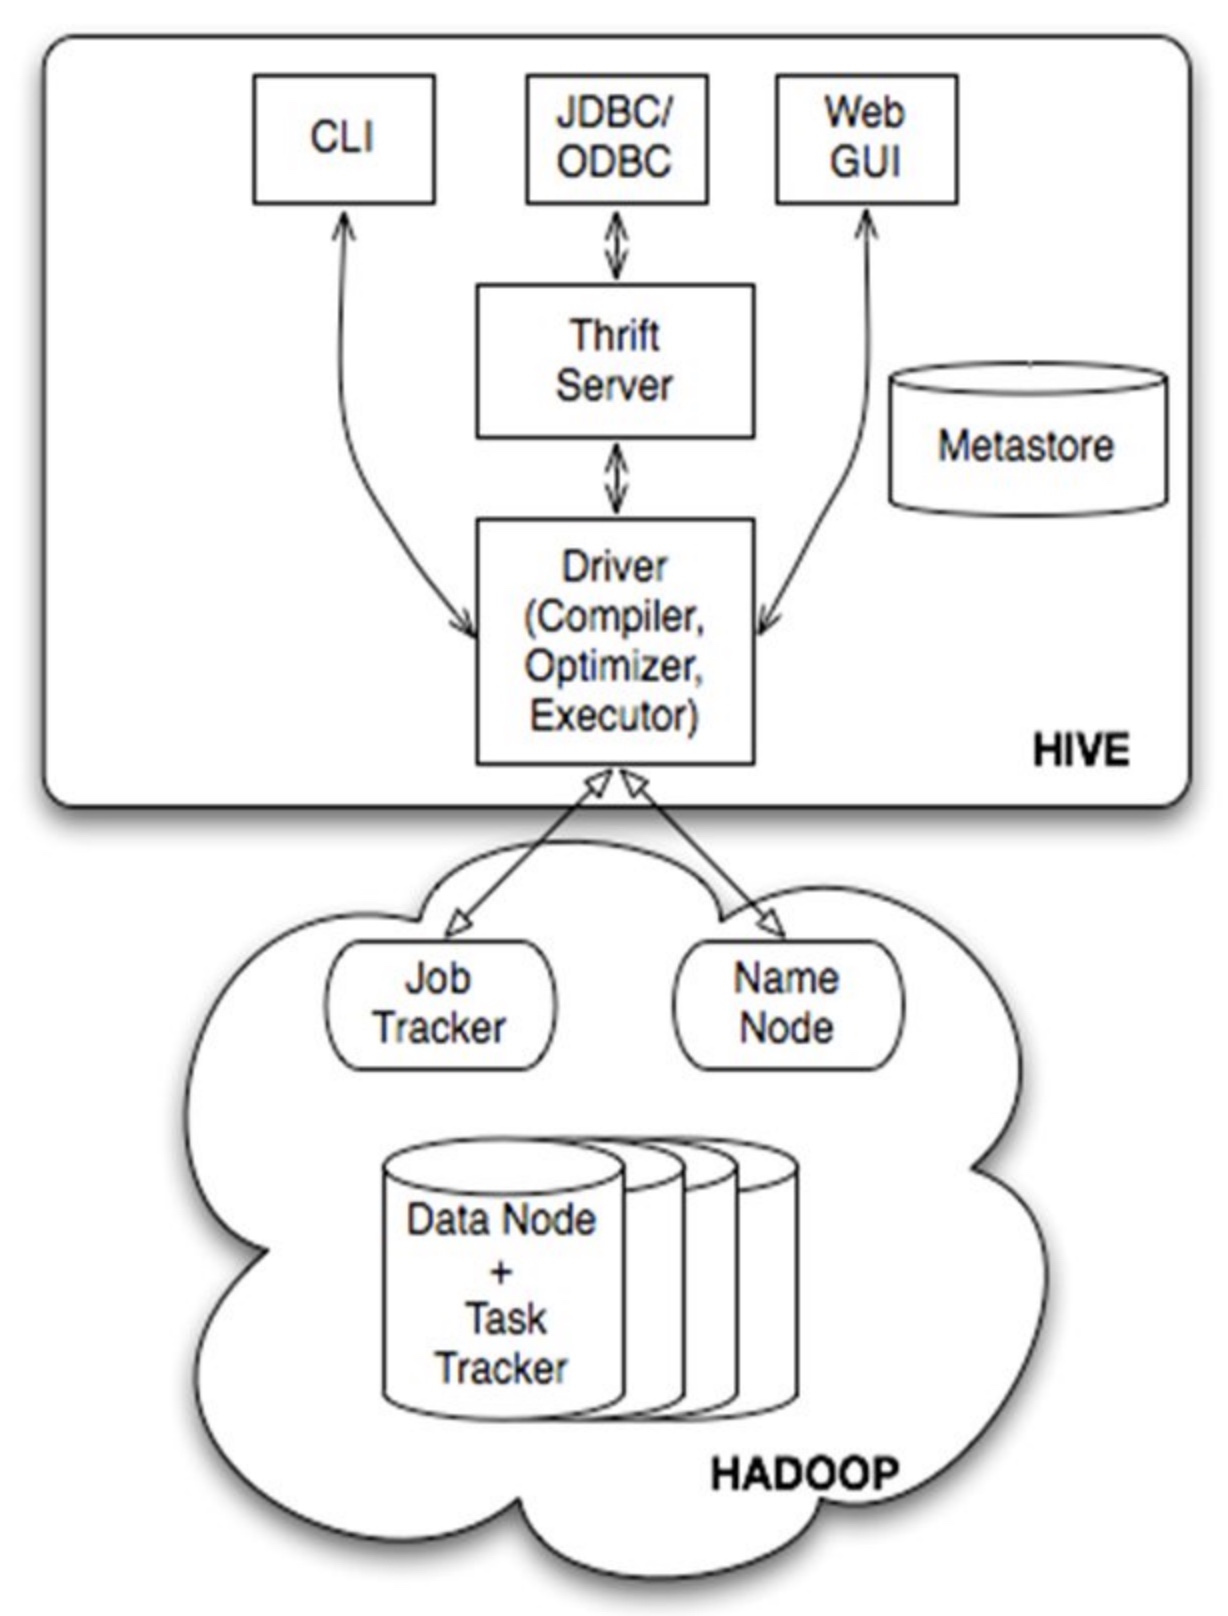 CLI
JDBC/
ODBC
Web
GUI
Thrift
Server
Metastore
Driver
(Compiler,
Optimizer,
Executor)
HIVE
Job
Tracker
Name
Node
Data Node
+
Task
Tracker
HADOOP